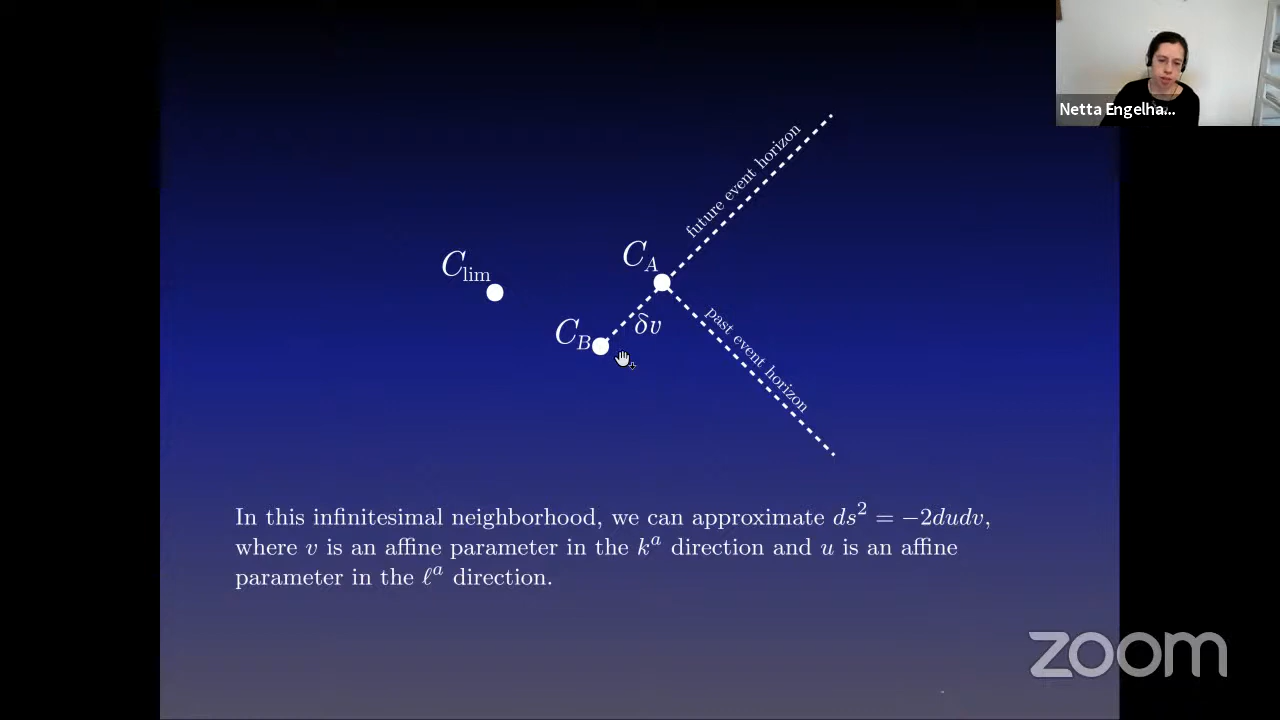 Netta Engelha...
future event horizon
C_A
C_lim
past event horizon
δv
C_B
In this infinitesimal neighborhood, we can approximate ds² = −2dudv,
where v is an affine parameter in the kᵃ direction and u is an affine
parameter in the ℓᵃ direction.
zoom